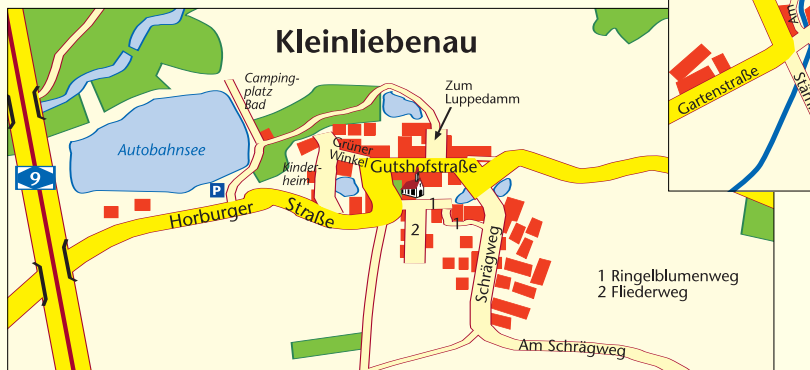 Kleinliebenau
Camping-
platz
Bad
Zum
Luppedamm
Autobahnsee
Grüner
Winkel
Kinder-
heim
Gutshofstraße
9
P
Horburger
Straße
1
1
2
Schrägweg
1 Ringelblumenweg
2 Fliederweg
Am Schrägweg
Gartenstraße
Am